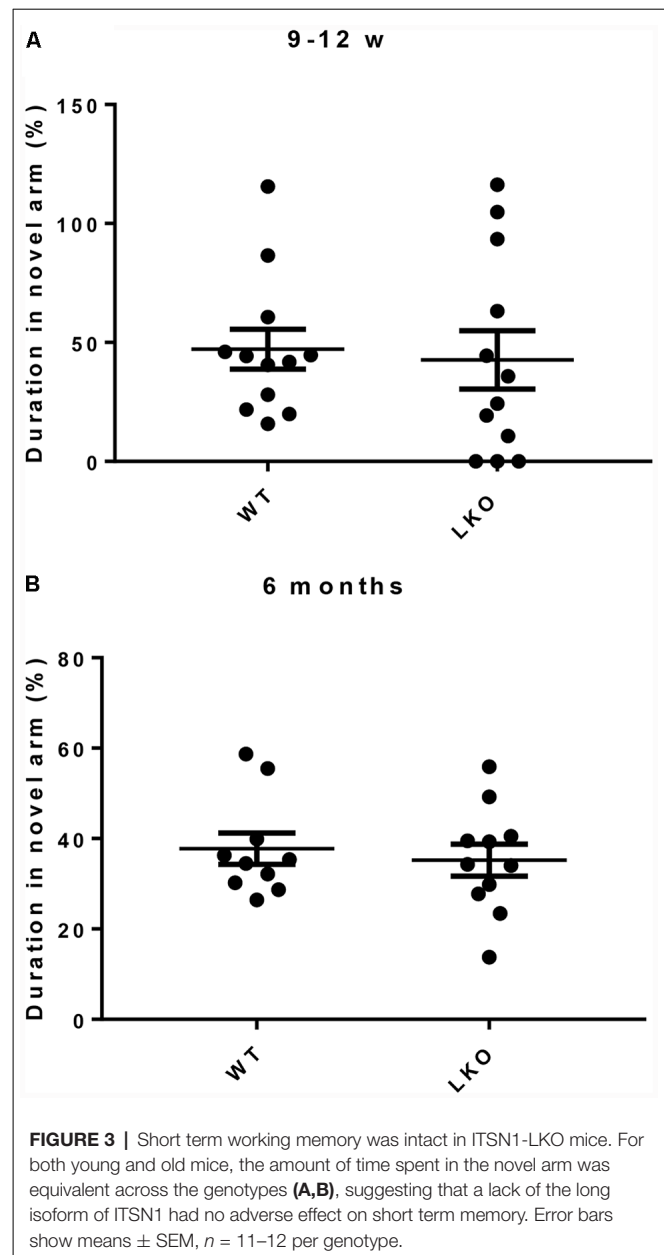 A
9-12 w
Duration in novel arm (%)
150
100
50
0
WT
LKO
B
6 months
Duration in novel arm (%)
80
60
40
20
0
WT
LKO
FIGURE 3 | Short term working memory was intact in ITSN1-LKO mice. For
both young and old mice, the amount of time spent in the novel arm was
equivalent across the genotypes (A,B), suggesting that a lack of the long
isoform of ITSN1 had no adverse effect on short term memory. Error bars
show means ± SEM, n = 11–12 per genotype.